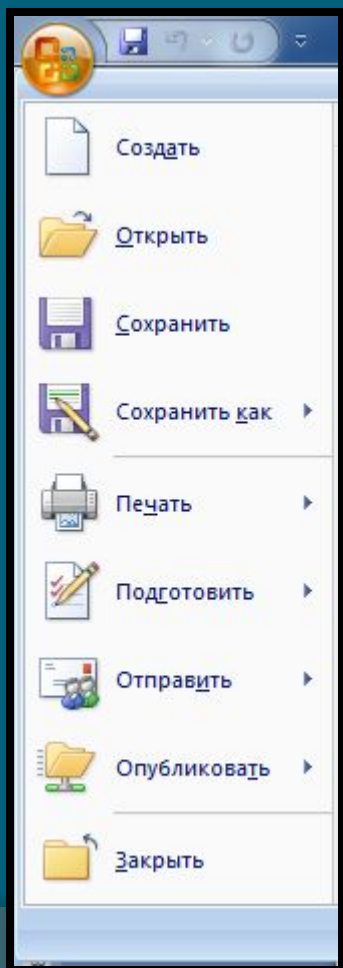 Создать
Открыть
Сохранить
Сохранить как
Печать
Подготовить
Отправить
Опубликовать
Закрыть